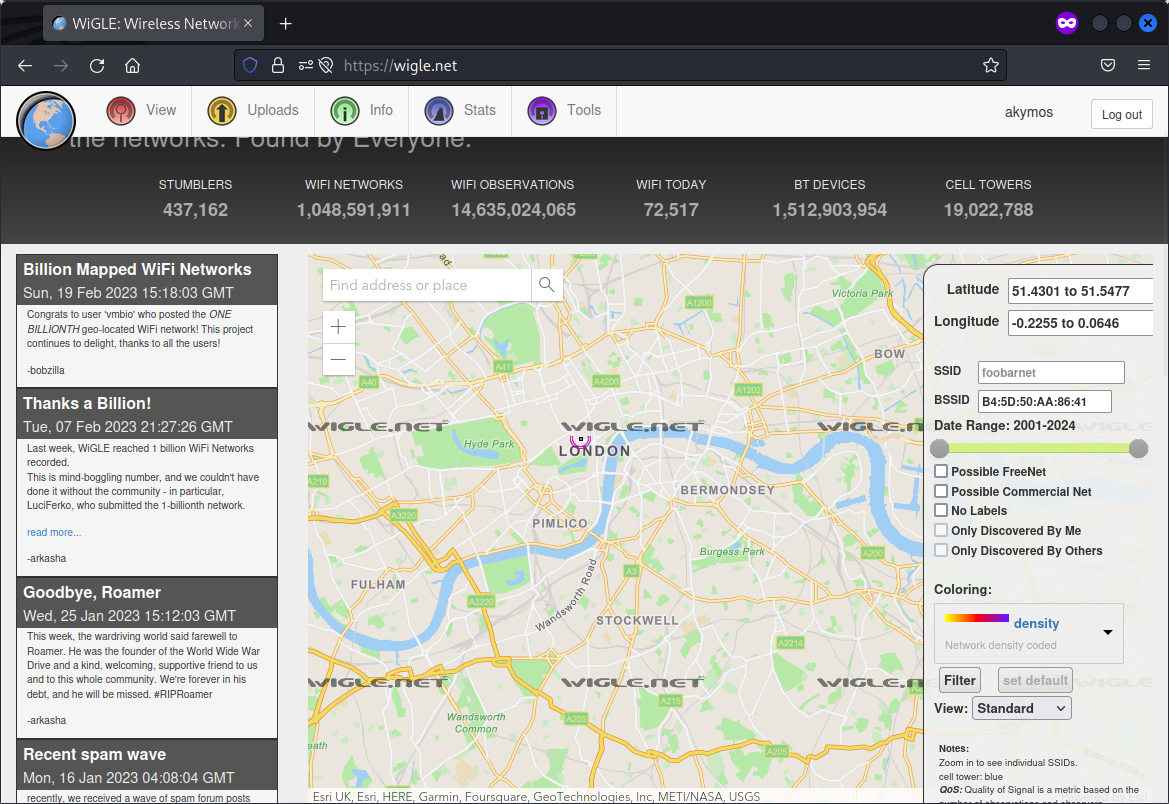 WiGLE: Wireless Network
https://wigle.net
View
Uploads
Info
Stats
Tools
akymos
Log out
the networks. Found by Everyone.
STUMBLERS
437,162
WIFI NETWORKS
1,048,591,911
WIFI OBSERVATIONS
14,635,024,065
WIFI TODAY
72,517
BT DEVICES
1,512,903,954
CELL TOWERS
19,022,788
Billion Mapped WiFi Networks
Sun, 19 Feb 2023 15:18:03 GMT
Congrats to user 'vmbio' who posted the ONE
BILLIONTH geo-located WiFi network! This project
continues to delight, thanks to all the users!
-bobzilla
Thanks a Billion!
Tue, 07 Feb 2023 21:27:26 GMT
Last week, WiGLE reached 1 billion WiFi Networks
recorded.
This is mind-boggling number, and we couldn't have
done it without the community - in particular,
LuciFerko, who submitted the 1-billionth network.
read more...
-arkasha
Goodbye, Roamer
Wed, 25 Jan 2023 15:12:03 GMT
This week, the wardriving world said farewell to
Roamer. He was the founder of the World Wide War
Drive and a kind, welcoming, supportive friend to us
and to this whole community. We're forever in his
debt, and he will be missed. #RIPRoamer
-arkasha
Recent spam wave
Mon, 16 Jan 2023 04:08:04 GMT
recently, we received a wave of spam forum posts
Find address or place
ad
A1200
Victoria Park
BOW
A41
A40
A4200
A1202
WIGLE.NET
WIGLE.NET
WIGLE.N
Hyde Park
LONDON
A219
BERMONDSEY
A3220
PIMLICO
Burgess Park
A200
A3
FULHAM
A3220
Wandsworth Road
STOCKWELL
A2214
WIGLE.NET
WIGLE.NET
WIGLE.N
A215
A205
Wandsworth
Common
A205
eath
Esri UK, Esri, HERE, Garmin, Foursquare, GeoTechnologies, Inc, METI/NASA, USGS
Latitude
51.4301 to 51.5477
Longitude
-0.2255 to 0.0646
SSID
foobarnet
BSSID
B4:5D:50:AA:86:41
Date Range: 2001-2024
Possible FreeNet
Possible Commercial Net
No Labels
Only Discovered By Me
Only Discovered By Others
Coloring:
density
Network density coded
Filter
set default
View:
Standard
Notes:
Zoom in to see individual SSIDs.
cell tower: blue
QoS: Quality of Signal is a metric based on the
number of observations and observers